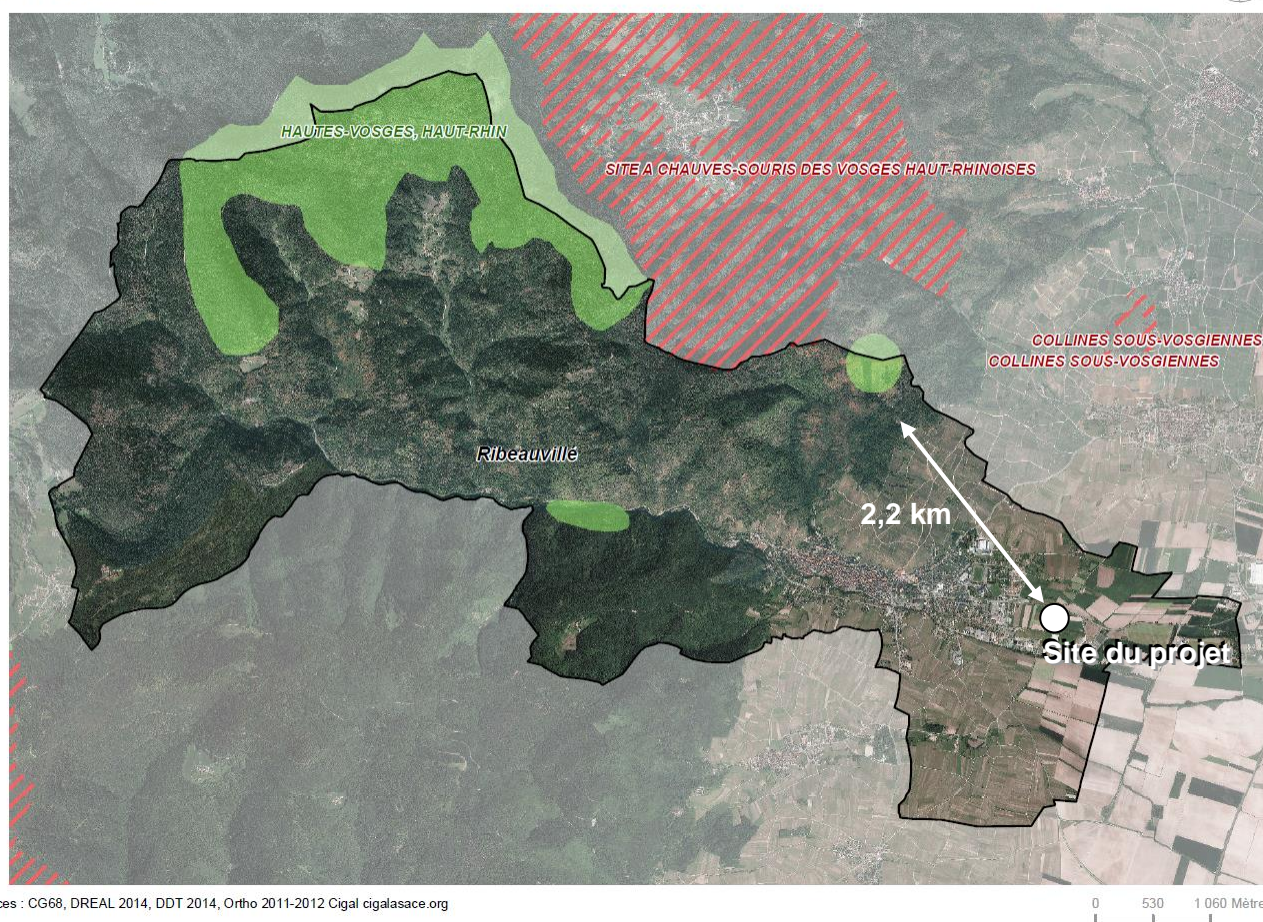 HAUTES-VOSGES, HAUT-RHIN
SITE A CHAUVES-SOURIS DES VOSGES HAUT-RHINOISES
COLLINES SOUS-VOSGIENNES
COLLINES SOUS-VOSGIENNES
Ribeauvillé
2,2 km
Site du projet
ces : CG68, DREAL 2014, DDT 2014, Ortho 2011-2012 Cigal cigalasace.org
0 530 1 060 Mètre